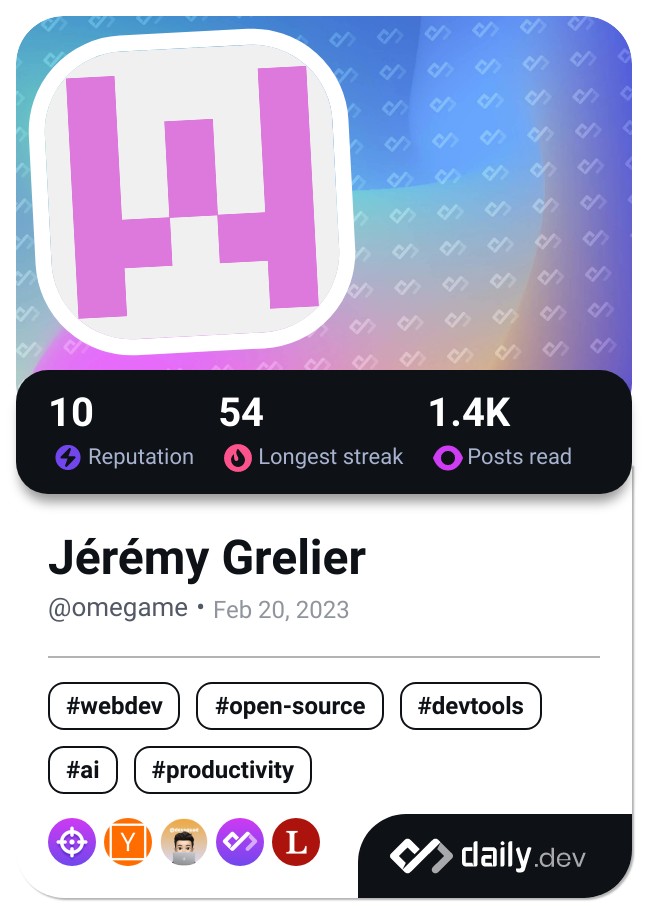 10 54 1.4K
Reputation Longest streak Posts read
Jérémy Grelier
@omegame • Feb 20, 2023
#webdev #open-source #devtools
#ai #productivity
Y L
daily.dev